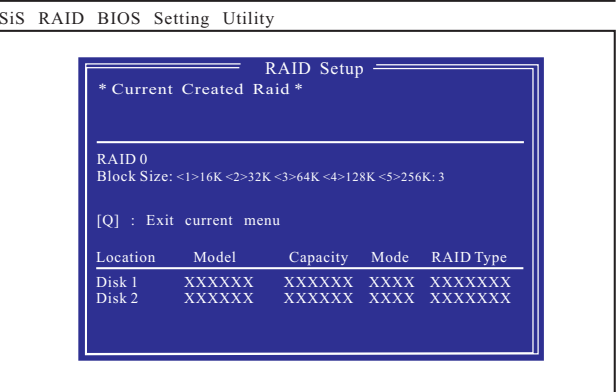 SiS RAID BIOS Setting Utility
RAID Setup
* Current Created Raid *
RAID 0
Block Size: <1>16K <2>32K <3>64K <4>128K <5>256K: 3
[Q] : Exit current menu
Location Model Capacity Mode RAID Type
Disk 1 XXXXXX XXXXXX XXXX XXXXXXX
Disk 2 XXXXXX XXXXXX XXXX XXXXXXX